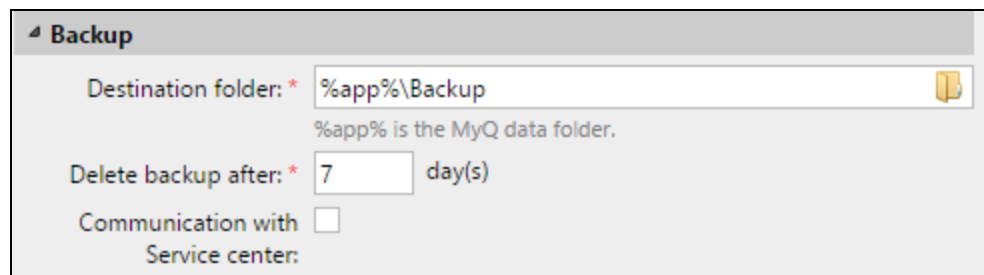 Backup
Destination folder: * %app%\Backup
%app% is the MyQ data folder.
Delete backup after: * 7 day(s)
Communication with
Service center: